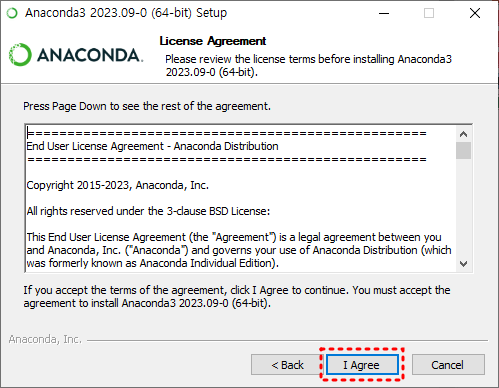 Anaconda3 2023.09-0 (64-bit) Setup
ANACONDA.
License Agreement
Please review the license terms before installing Anaconda3
2023.09-0 (64-bit).
Press Page Down to see the rest of the agreement.
===================================================
End User License Agreement - Anaconda Distribution
===================================================
Copyright 2015-2023, Anaconda, Inc.
All rights reserved under the 3-clause BSD License:
This End User License Agreement (the "Agreement") is a legal agreement between you
and Anaconda, Inc. ("Anaconda") and governs your use of Anaconda Distribution (which
was formerly known as Anaconda Individual Edition).
If you accept the terms of the agreement, click I Agree to continue. You must accept the
agreement to install Anaconda3 2023.09-0 (64-bit).
Anaconda, Inc.
< Back
I Agree
Cancel